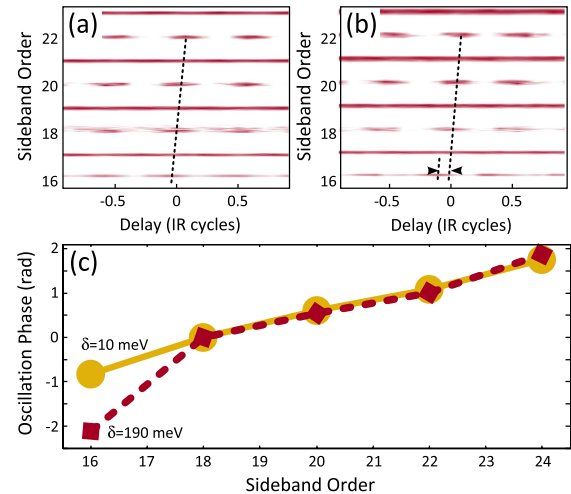 (a)
(b)
Sideband Order
22
20
18
16
-0.5
0
0.5
Delay (IR cycles)
Sideband Order
22
20
18
16
-0.5
0
0.5
Delay (IR cycles)
(c)
Oscillation Phase (rad)
2
1
0
-1
-2
δ=10 meV
δ=190 meV
16 17 18 19 20 21 22 23 24
Sideband Order